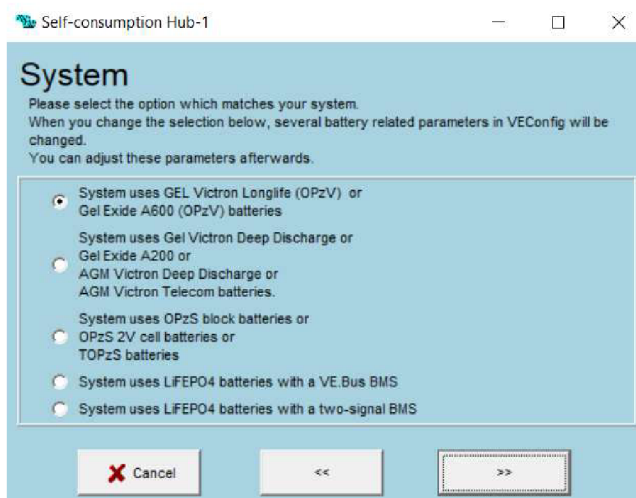 Self-consumption Hub-1
System
Please select the option which matches your system.
When you change the selection below, several battery related parameters in VEConfig will be
changed.
You can adjust these parameters afterwards.
System uses GEL Victron Longlife (OPzV) or
Gel Exide A600 (OPzV) batteries
System uses Gel Victron Deep Discharge or
Gel Exide A200 or
AGM Victron Deep Discharge or
AGM Victron Telecom batteries.
System uses OPzS block batteries or
OPzS 2V cell batteries or
TOPzS batteries
System uses LiFEPO4 batteries with a VE.Bus BMS
System uses LiFEPO4 batteries with a two-signal BMS
Cancel << >>